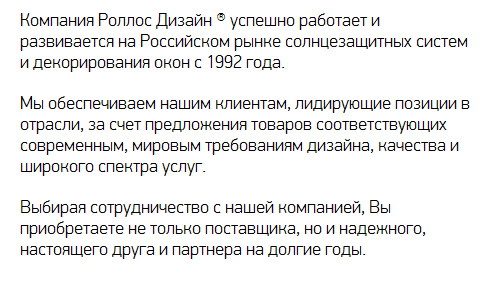 Компания Роллос Дизайн ® успешно работает и
развивается на Российском рынке солнцезащитных систем
и декорирования окон с 1992 года.
Мы обеспечиваем нашим клиентам, лидирующие позиции в
отрасли, за счет предложения товаров соответствующих
современным, мировым требованиям дизайна, качества и
широкого спектра услуг.
Выбирая сотрудничество с нашей компанией, Вы
приобретаете не только поставщика, но и надежного,
настоящего друга и партнера на долгие годы.